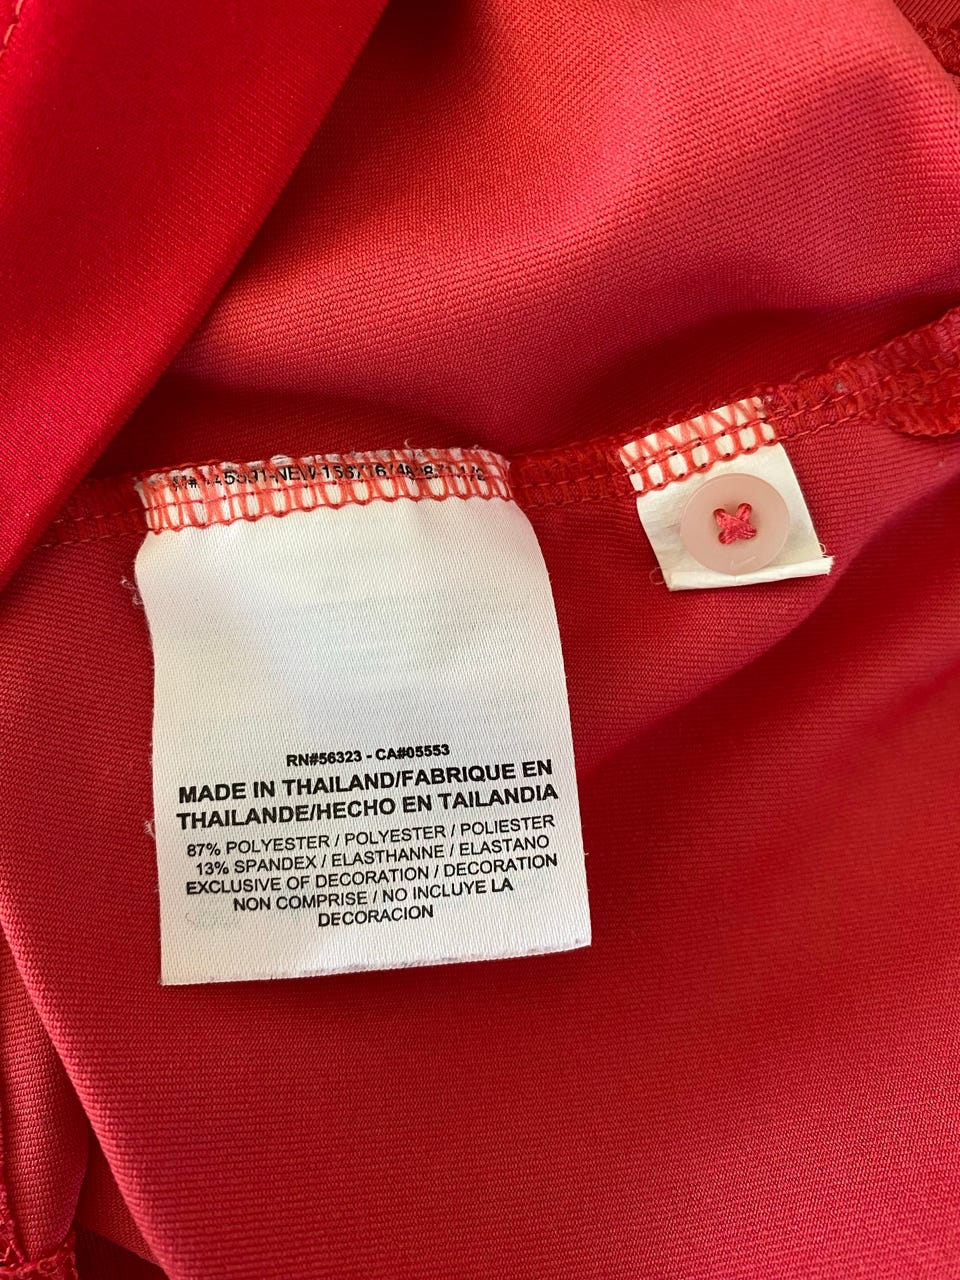 RN#56323 - CA#05553
MADE IN THAILAND/FABRIQUE EN
THAILANDE/HECHO EN TAILANDIA
87% POLYESTER / POLYESTER / POLIESTER
13% SPANDEX / ELASTHANNE / ELASTANO
EXCLUSIVE OF DECORATION / DECORATION
NON COMPRISE / NO INCLUYE LA
DECORACION